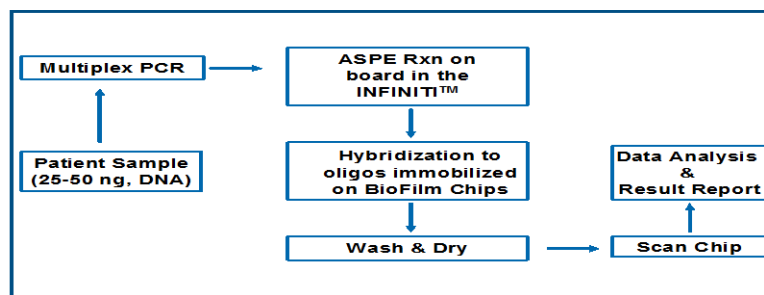 Multiplex PCR
Patient Sample
(25-50 ng, DNA)
ASPE Rxn on
board in the
INFINITI™
Hybridization to
oligos immobilized
on BioFilm Chips
Wash & Dry
Scan Chip
Data Analysis
&
Result Report